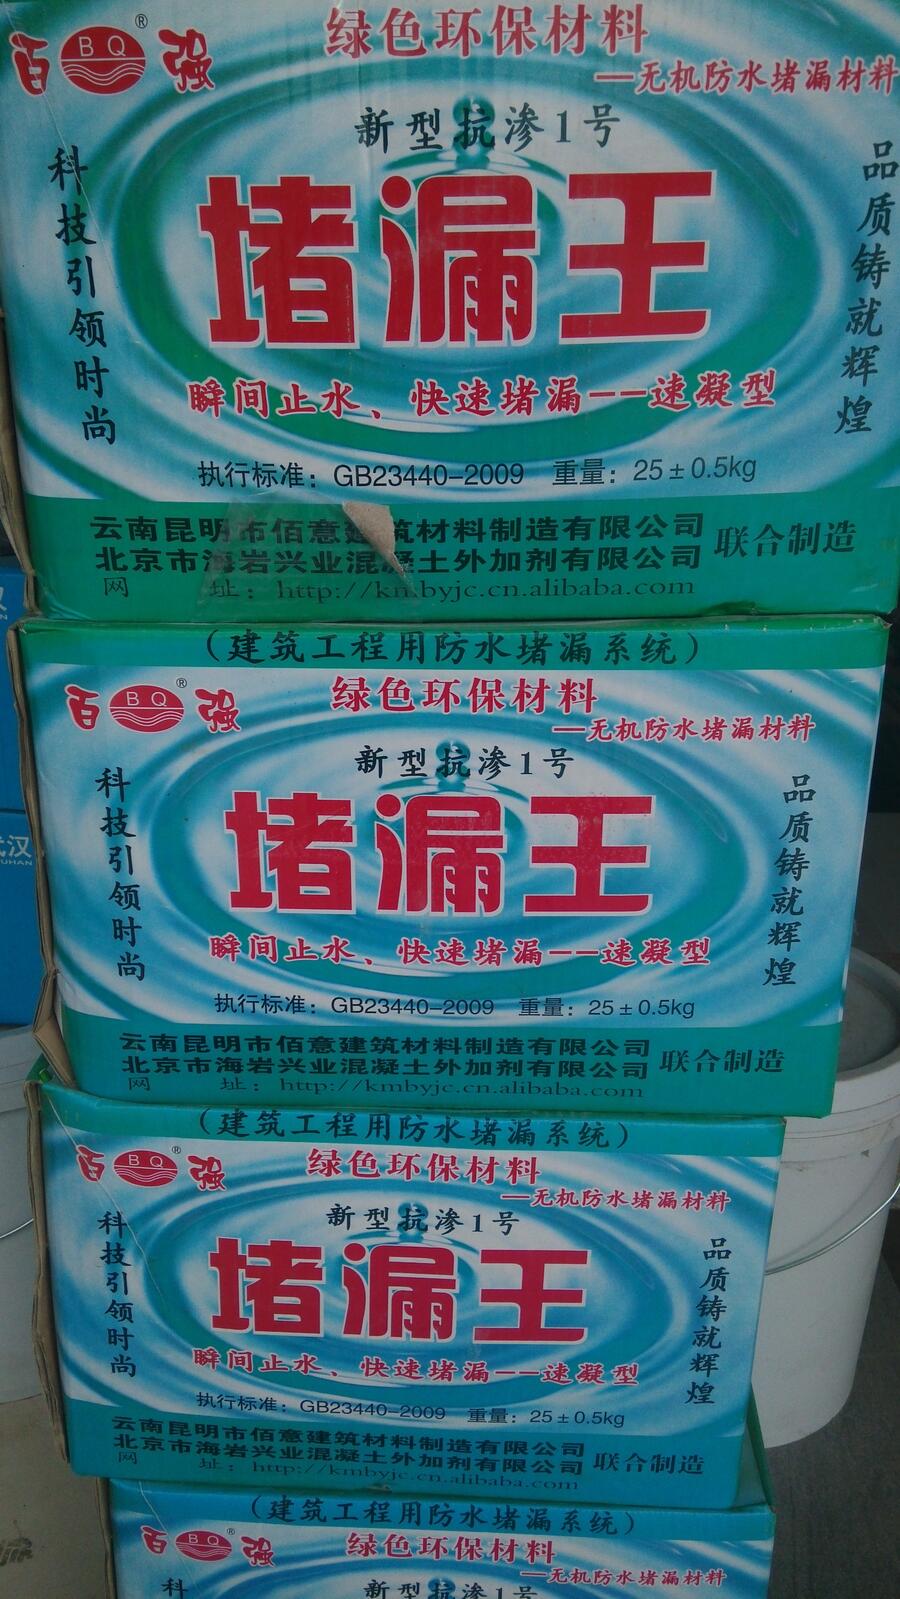 百 BQ® 强
绿色环保材料
—无机防水堵漏材料
新型抗渗1号
科技引领时尚
堵漏王
品质铸就辉煌
瞬间止水、快速堵漏——速凝型
执行标准：GB23440-2009 重量：25±0.5kg
云南昆明市佰意建筑材料制造有限公司
北京市海岩兴业混凝土外加剂有限公司
联合制造
网 址：http://kmbyjc.cn.alibaba.com
（建筑工程用防水堵漏系统）
百 BQ® 强
绿色环保材料
—无机防水堵漏材料
新型抗渗1号
科技引领时尚
堵漏王
品质铸就辉煌
瞬间止水、快速堵漏——速凝型
执行标准：GB23440-2009 重量：25±0.5kg
云南昆明市佰意建筑材料制造有限公司
北京市海岩兴业混凝土外加剂有限公司
联合制造
网 址：http://kmbyjc.cn.alibaba.com
（建筑工程用防水堵漏系统）
百 BQ® 强
绿色环保材料
—无机防水堵漏材料
新型抗渗1号
科技引领时尚
堵漏王
品质铸就辉煌
瞬间止水、快速堵漏——速凝型
执行标准：GB23440-2009 重量：25±0.5kg
云南昆明市佰意建筑材料制造有限公司
北京市海岩兴业混凝土外加剂有限公司
联合制造
网 址：http://kmbyjc.cn.alibaba.com
（建筑工程用防水堵漏系统）
百 BQ® 强
绿色环保材料
—无机防水堵漏材料
科
新型抗渗1号
汉
UHAN